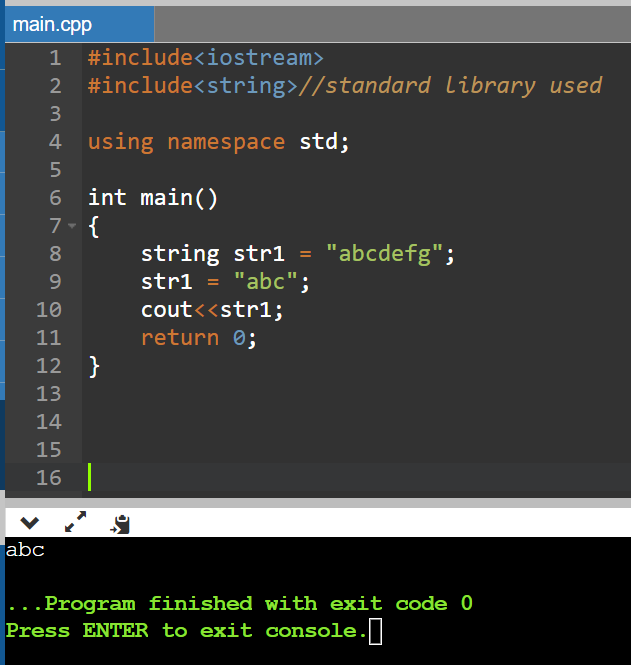 main.cpp
1 #include<iostream>
2 #include<string>//standard library used
3
4 using namespace std;
5
6 int main()
7 {
8     string str1 = "abcdefg";
9     str1 = "abc";
10     cout<<str1;
11     return 0;
12 }
13
14
15
16
abc
...Program finished with exit code 0
Press ENTER to exit console.